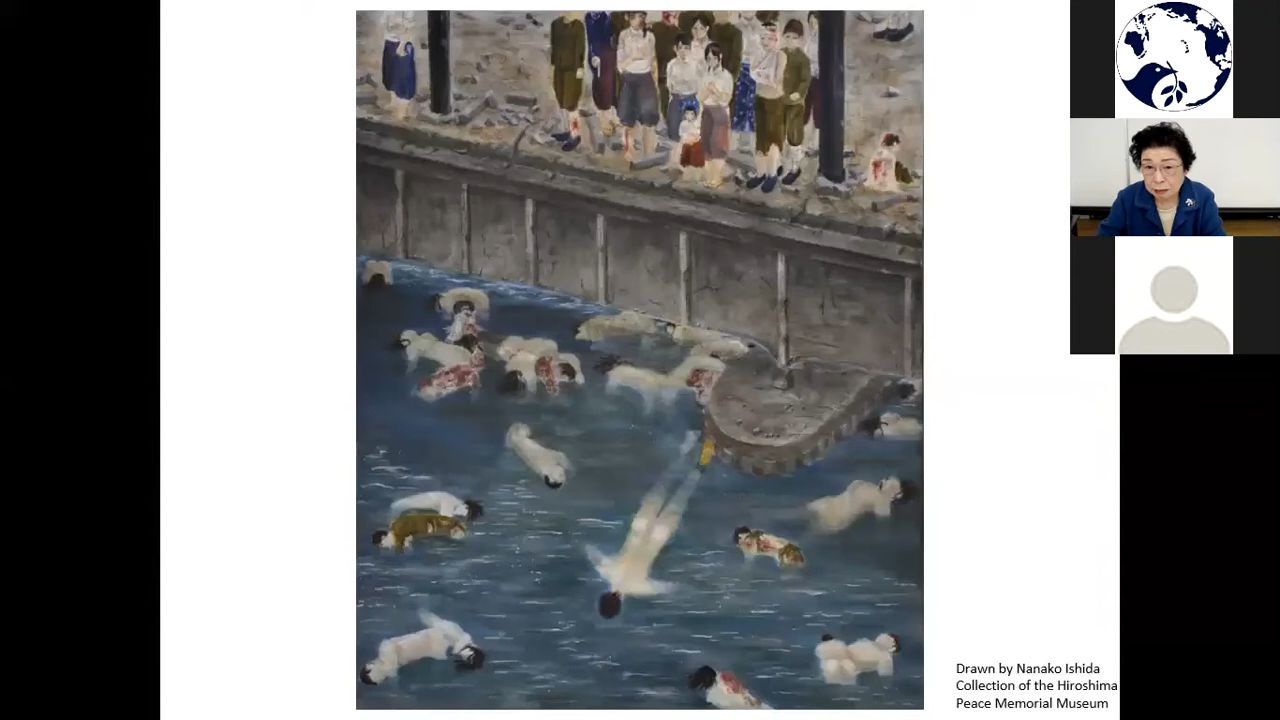 Drawn by Nanako Ishida
Collection of the Hiroshima
Peace Memorial Museum